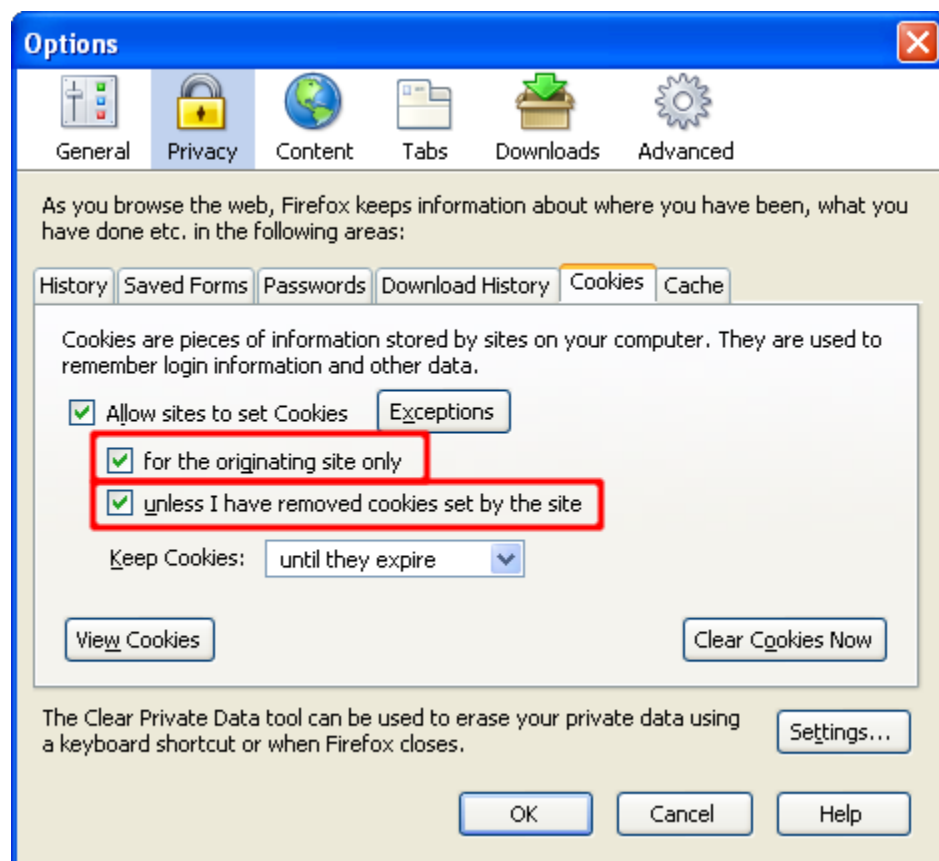 Options
General Privacy Content Tabs Downloads Advanced
As you browse the web, Firefox keeps information about where you have been, what you
have done etc. in the following areas:
History Saved Forms Passwords Download History Cookies Cache
Cookies are pieces of information stored by sites on your computer. They are used to
remember login information and other data.
Allow sites to set Cookies Exceptions
for the originating site only
unless I have removed cookies set by the site
Keep Cookies: until they expire
View Cookies Clear Cookies Now
The Clear Private Data tool can be used to erase your private data using
a keyboard shortcut or when Firefox closes.
Settings...
OK Cancel Help